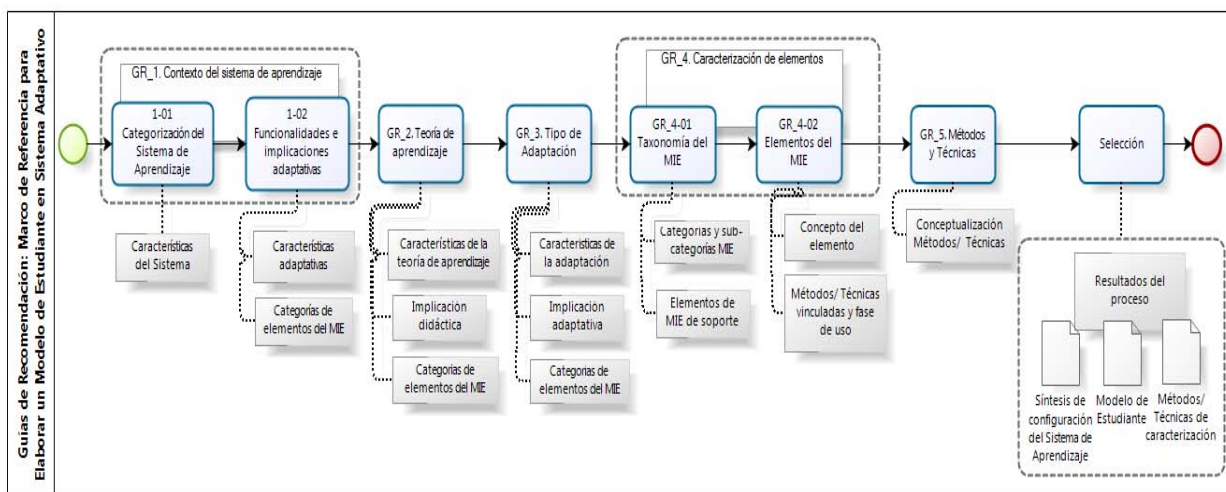 Guías de Recomendación: Marco de Referencia para
Elaborar un Modelo de Estudiante en Sistema Adaptativo
GR_1. Contexto del sistema de aprendizaje
1-01
Categorización del
Sistema de
Aprendizaje
1-02
Funcionalidades e
implicaciones
adaptativas
GR_2. Teoría de
aprendizaje
GR_3. Tipo de
Adaptación
GR_4. Caracterización de elementos
GR_4-01
Taxonomía del
MIE
GR_4-02
Elementos del
MIE
GR_5. Métodos
y Técnicas
Selección
Características
del Sistema
Características
adaptativas
Categorías de
elementos del MIE
Características de la
teoría de aprendizaje
Implicación
didáctica
Categorias de
elementos del MIE
Caracteristicas de
la adaptación
Implicación
adaptativa
Categorias de
elementos del MIE
Categorias y sub-
categorías MIE
Elementos de
MIE de soporte
Concepto del
elemento
Métodos/ Técnicas
vinculadas y fase
de uso
Conceptualización
Métodos/ Técnicas
Resultados del
proceso
Síntesis de
configuración
del Sistema de
Aprendizaje
Modelo de
Estudiante
Métodos/
Técnicas de
caracterización